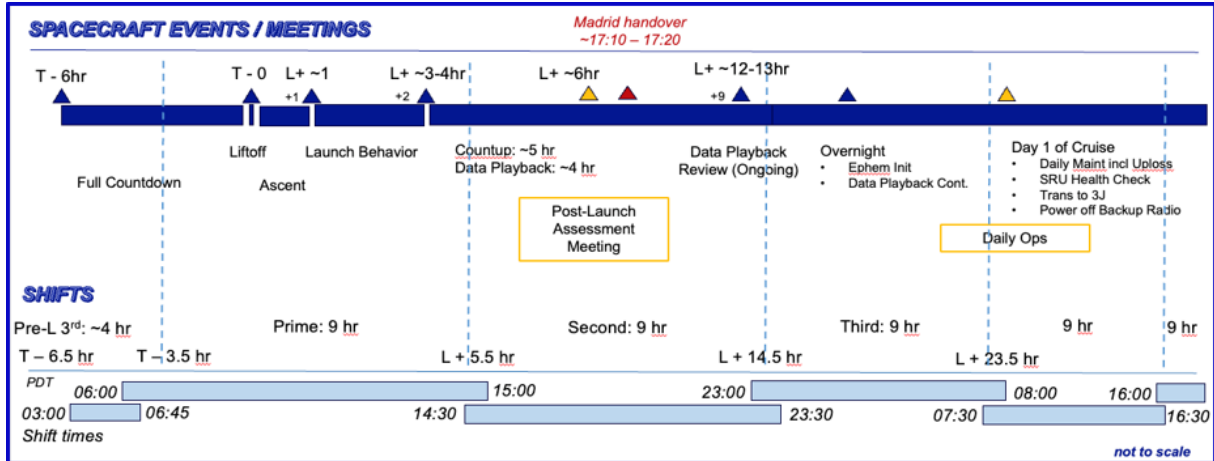 SPACECRAFT EVENTS / MEETINGS
Madrid handover
~17:10 – 17:20
T - 6hr
T - 0
L+ ~1
L+ ~3-4hr
L+ ~6hr
L+ ~12-13hr
+1
+2
+9
Liftoff
Launch Behavior
Full Countdown
Ascent
Countup: ~5 hr
Data Playback: ~4 hr
Data Playback
Review (Ongoing)
Overnight
• Ephem Init
• Data Playback Cont.
Day 1 of Cruise
• Daily Maint incl Uploss
• SRU Health Check
• Trans to 3J
• Power off Backup Radio
Post-Launch
Assessment
Meeting
Daily Ops
SHIFTS
Pre-L 3rd: ~4 hr
Prime: 9 hr
Second: 9 hr
Third: 9 hr
9 hr
9 hr
T – 6.5 hr
T – 3.5 hr
L + 5.5 hr
L + 14.5 hr
L + 23.5 hr
PDT
06:00
15:00
23:00
08:00
16:00
03:00
06:45
14:30
23:30
07:30
16:30
Shift times
not to scale